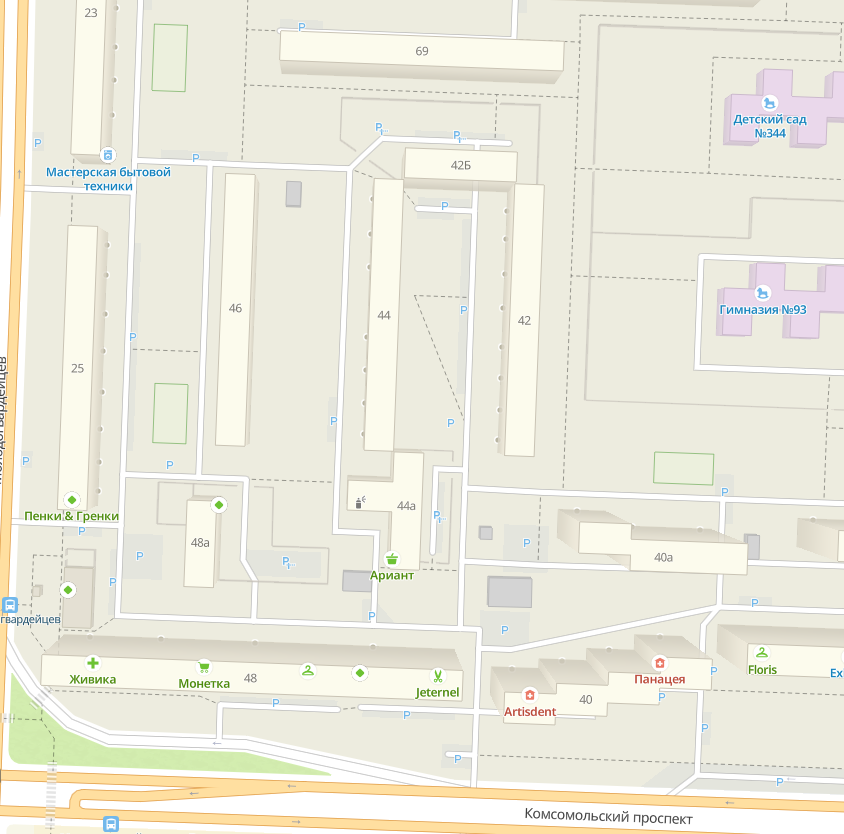 23
P
69
Детский сад
№344
P
P...
P...
42Б
P
Мастерская бытовой
техники
P
Гимназия №93
46
44
P
42
P
25
P
P
P
P
P
Пенки & Гренки
44а
P...
P
48а
P
P
40а
P...
Ариант
P
P
P
гвардейцев
P
Живика
Монетка
48
Jeternel
Панацея
Floris
Ex
Artisdent
40
P
P
P
P
P
P
Комсомольский проспект